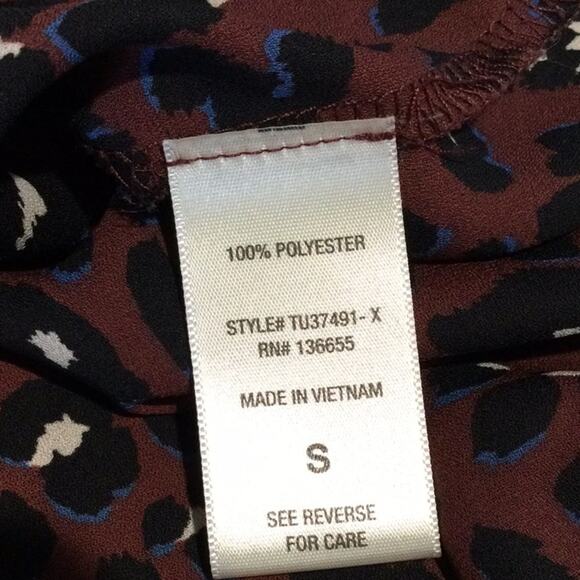 100% POLYESTER
STYLE# TU37491-X
RN# 136655
MADE IN VIETNAM
S
SEE REVERSE
FOR CARE